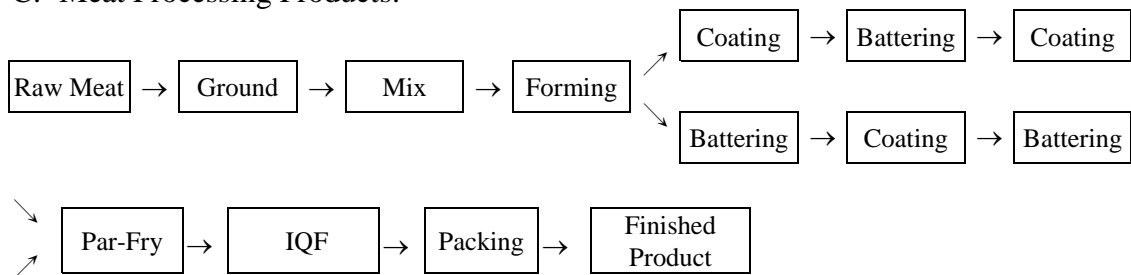 C. Meat Processing Products:
Coating → Battering → Coating
Raw Meat → Ground → Mix → Forming
Battering → Coating → Battering
Par-Fry → IQF → Packing → Finished Product